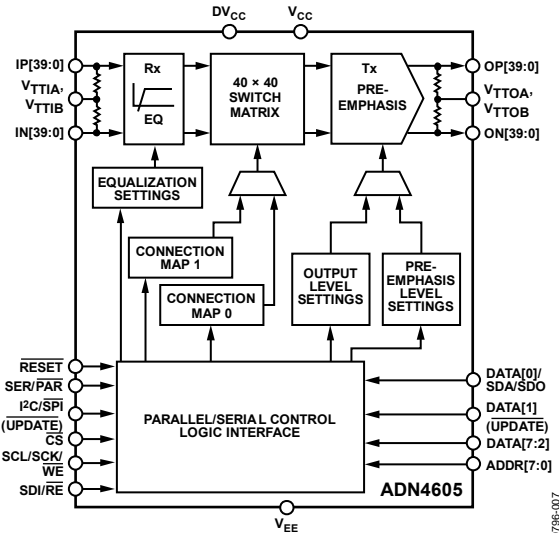 DVCC
VCC
IP[39:0]
VTTIA,
VTTIB
IN[39:0]
Rx
EQ
40 × 40
SWITCH
MATRIX
Tx
PRE-
EMPHASIS
OP[39:0]
VTTOA,
VTTOB
ON[39:0]
EQUALIZATION
SETTINGS
CONNECTION
MAP 1
CONNECTION
MAP 0
OUTPUT
LEVEL
SETTINGS
PRE-
EMPHASIS
LEVEL
SETTINGS
RESET
SER/PAR
I2C/SPI
(UPDATE)
CS
SCL/SCK/
WE
SDI/RE
PARALLEL/SERIAL CONTROL
LOGIC INTERFACE
DATA[0]/
SDA/SDO
DATA[1]
(UPDATE)
DATA[7:2]
ADDR[7:0]
ADN4605
VEE
796-007